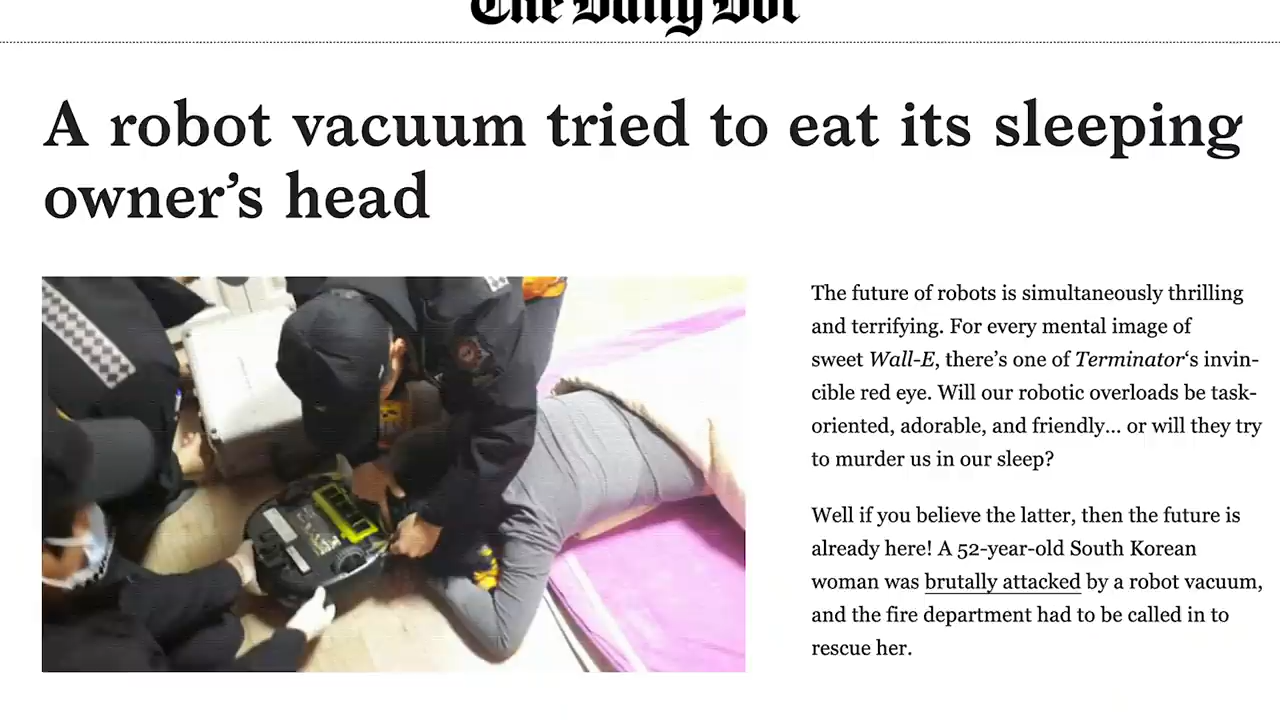 The Daily Dot
A robot vacuum tried to eat its sleeping
owner’s head
The future of robots is simultaneously thrilling
and terrifying. For every mental image of
sweet Wall-E, there’s one of Terminator‘s invin-
cible red eye. Will our robotic overloads be task-
oriented, adorable, and friendly... or will they try
to murder us in our sleep?
Well if you believe the latter, then the future is
already here! A 52-year-old South Korean
woman was brutally attacked by a robot vacuum,
and the fire department had to be called in to
rescue her.